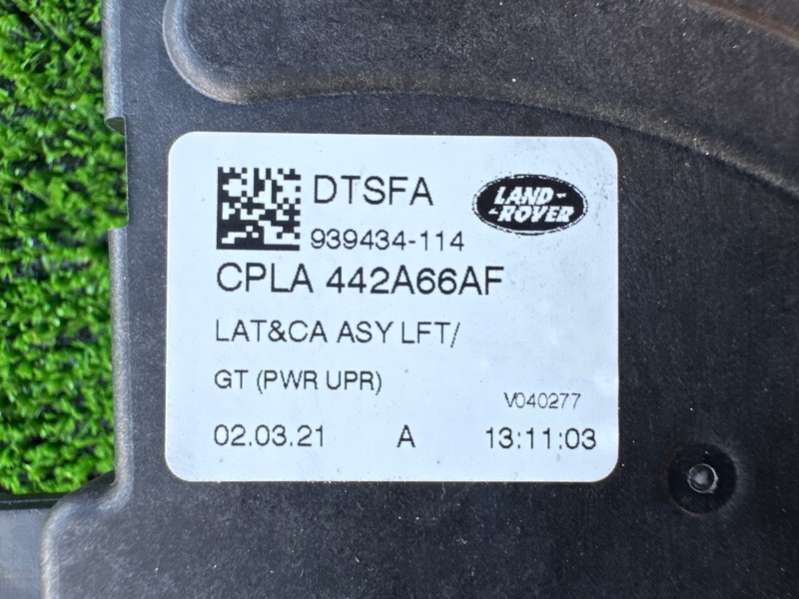 DTSFA
LAND-
-ROVER
939434-114
CPLA 442A66AF
LAT&CA ASY LFT/
GT (PWR UPR)
V040277
02.03.21 A 13:11:03